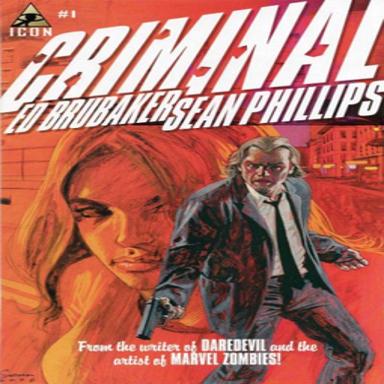 ICON
#1
CRIMINAL
ED BRUBAKER SEAN PHILLIPS
From the writer of DAREDEVIL and the
artist of MARVEL ZOMBIES!